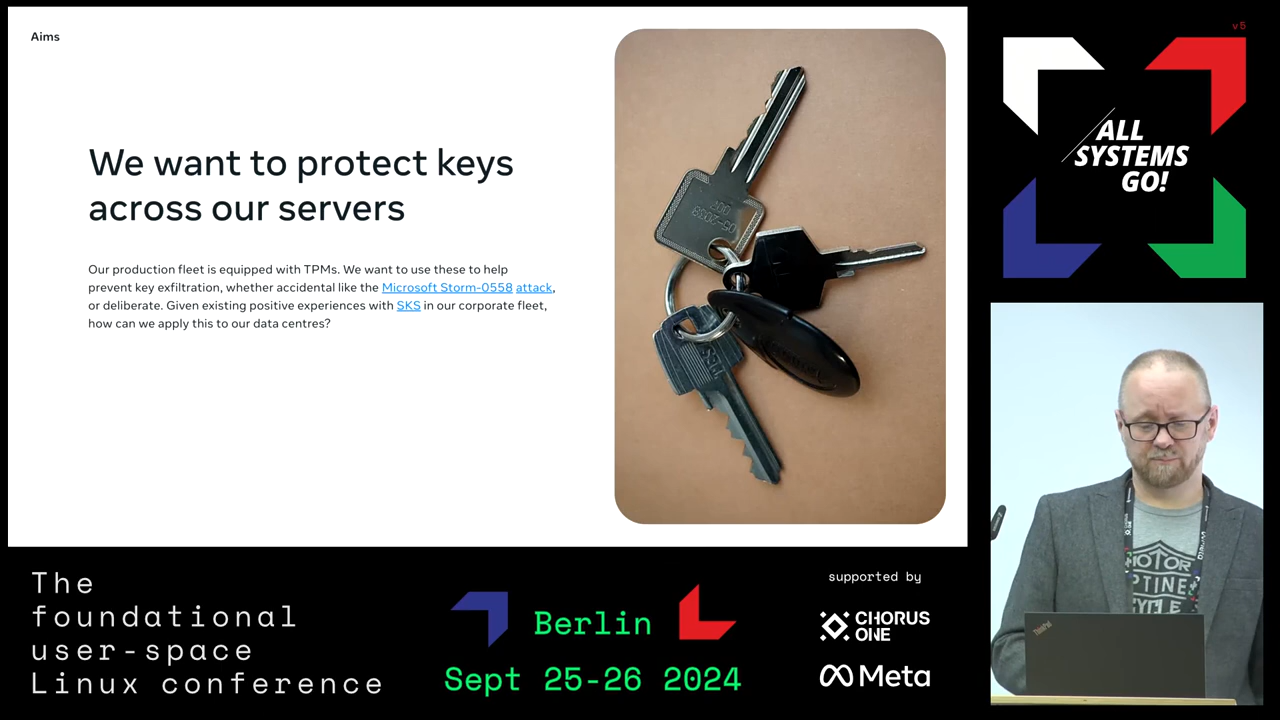 Aims
We want to protect keys
across our servers
Our production fleet is equipped with TPMs. We want to use these to help
prevent key exfiltration, whether accidental like the Microsoft Storm-0558 attack,
or deliberate. Given existing positive experiences with SKS in our corporate fleet,
how can we apply this to our data centres?
v5
ALL
SYSTEMS
GO!
MOTOR
ThinkPad
The
foundational
user-space
Linux conference
Berlin
Sept 25-26 2024
supported by
CHORUS
ONE
Meta